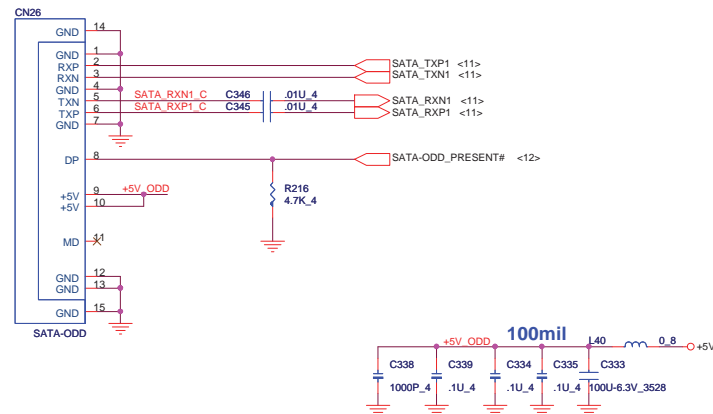 CN26
GND 14
GND 1
RXP 2 SATA_TXP1 <11>
RXN 3 SATA_TXN1 <11>
GND 4
TXN 5 SATA_RXN1_C C346 .01U_4 SATA_RXN1 <11>
TXP 6 SATA_RXP1_C C345 .01U_4 SATA_RXP1 <11>
GND 7
DP 8 SATA-ODD_PRESENT# <12>
R216
4.7K_4
+5V 9 +5V_ODD
+5V 10
MD 11
GND 12
GND 13
GND 15
SATA-ODD
100mil
+5V_ODD L40 0_8 +5V
C338 C339 C334 C335 C333
1000P_4 .1U_4 .1U_4 .1U_4 100U-6.3V_3528